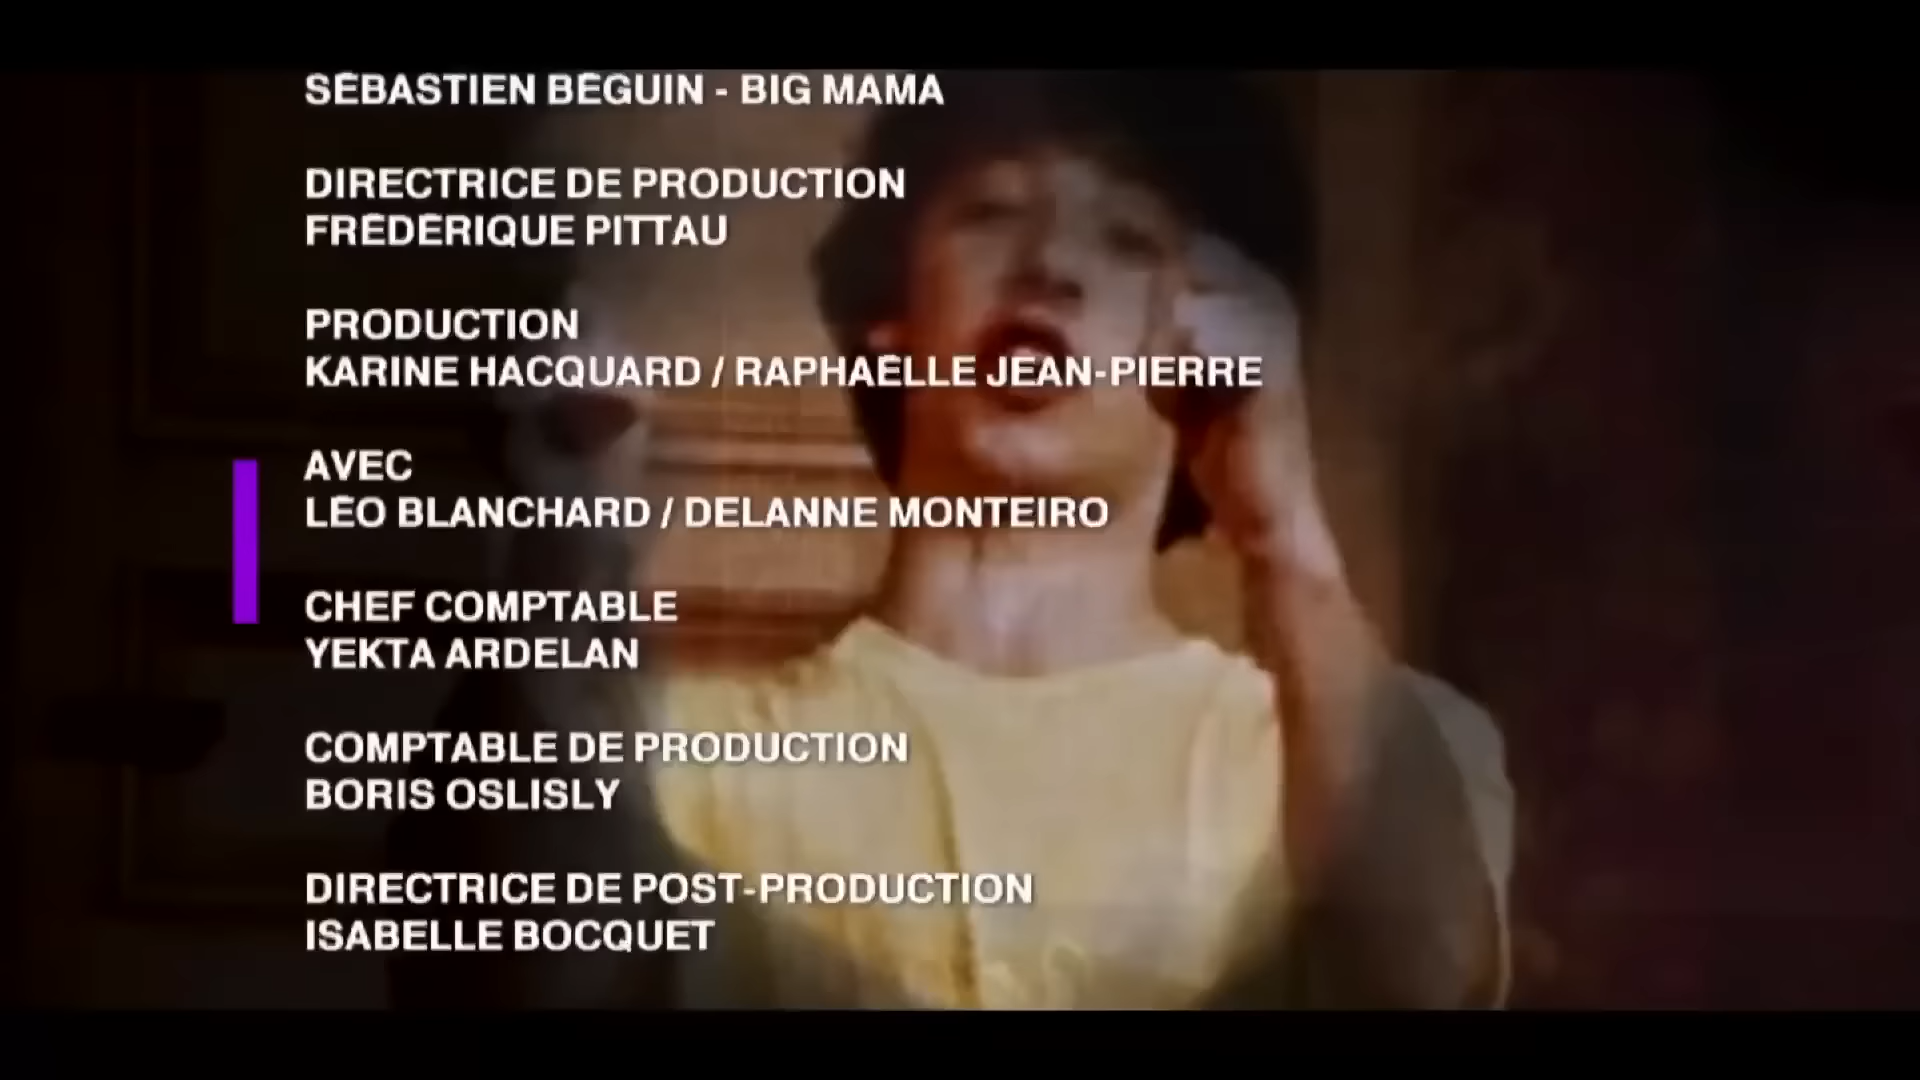 SÉBASTIEN BÉGUIN - BIG MAMA
DIRECTRICE DE PRODUCTION
FRÉDÉRIQUE PITTAU
PRODUCTION
KARINE HACQUARD / RAPHAËLLE JEAN-PIERRE
AVEC
LÉO BLANCHARD / DELANNE MONTEIRO
CHEF COMPTABLE
YEKTA ARDELAN
COMPTABLE DE PRODUCTION
BORIS OSLISLY
DIRECTRICE DE POST-PRODUCTION
ISABELLE BOCQUET